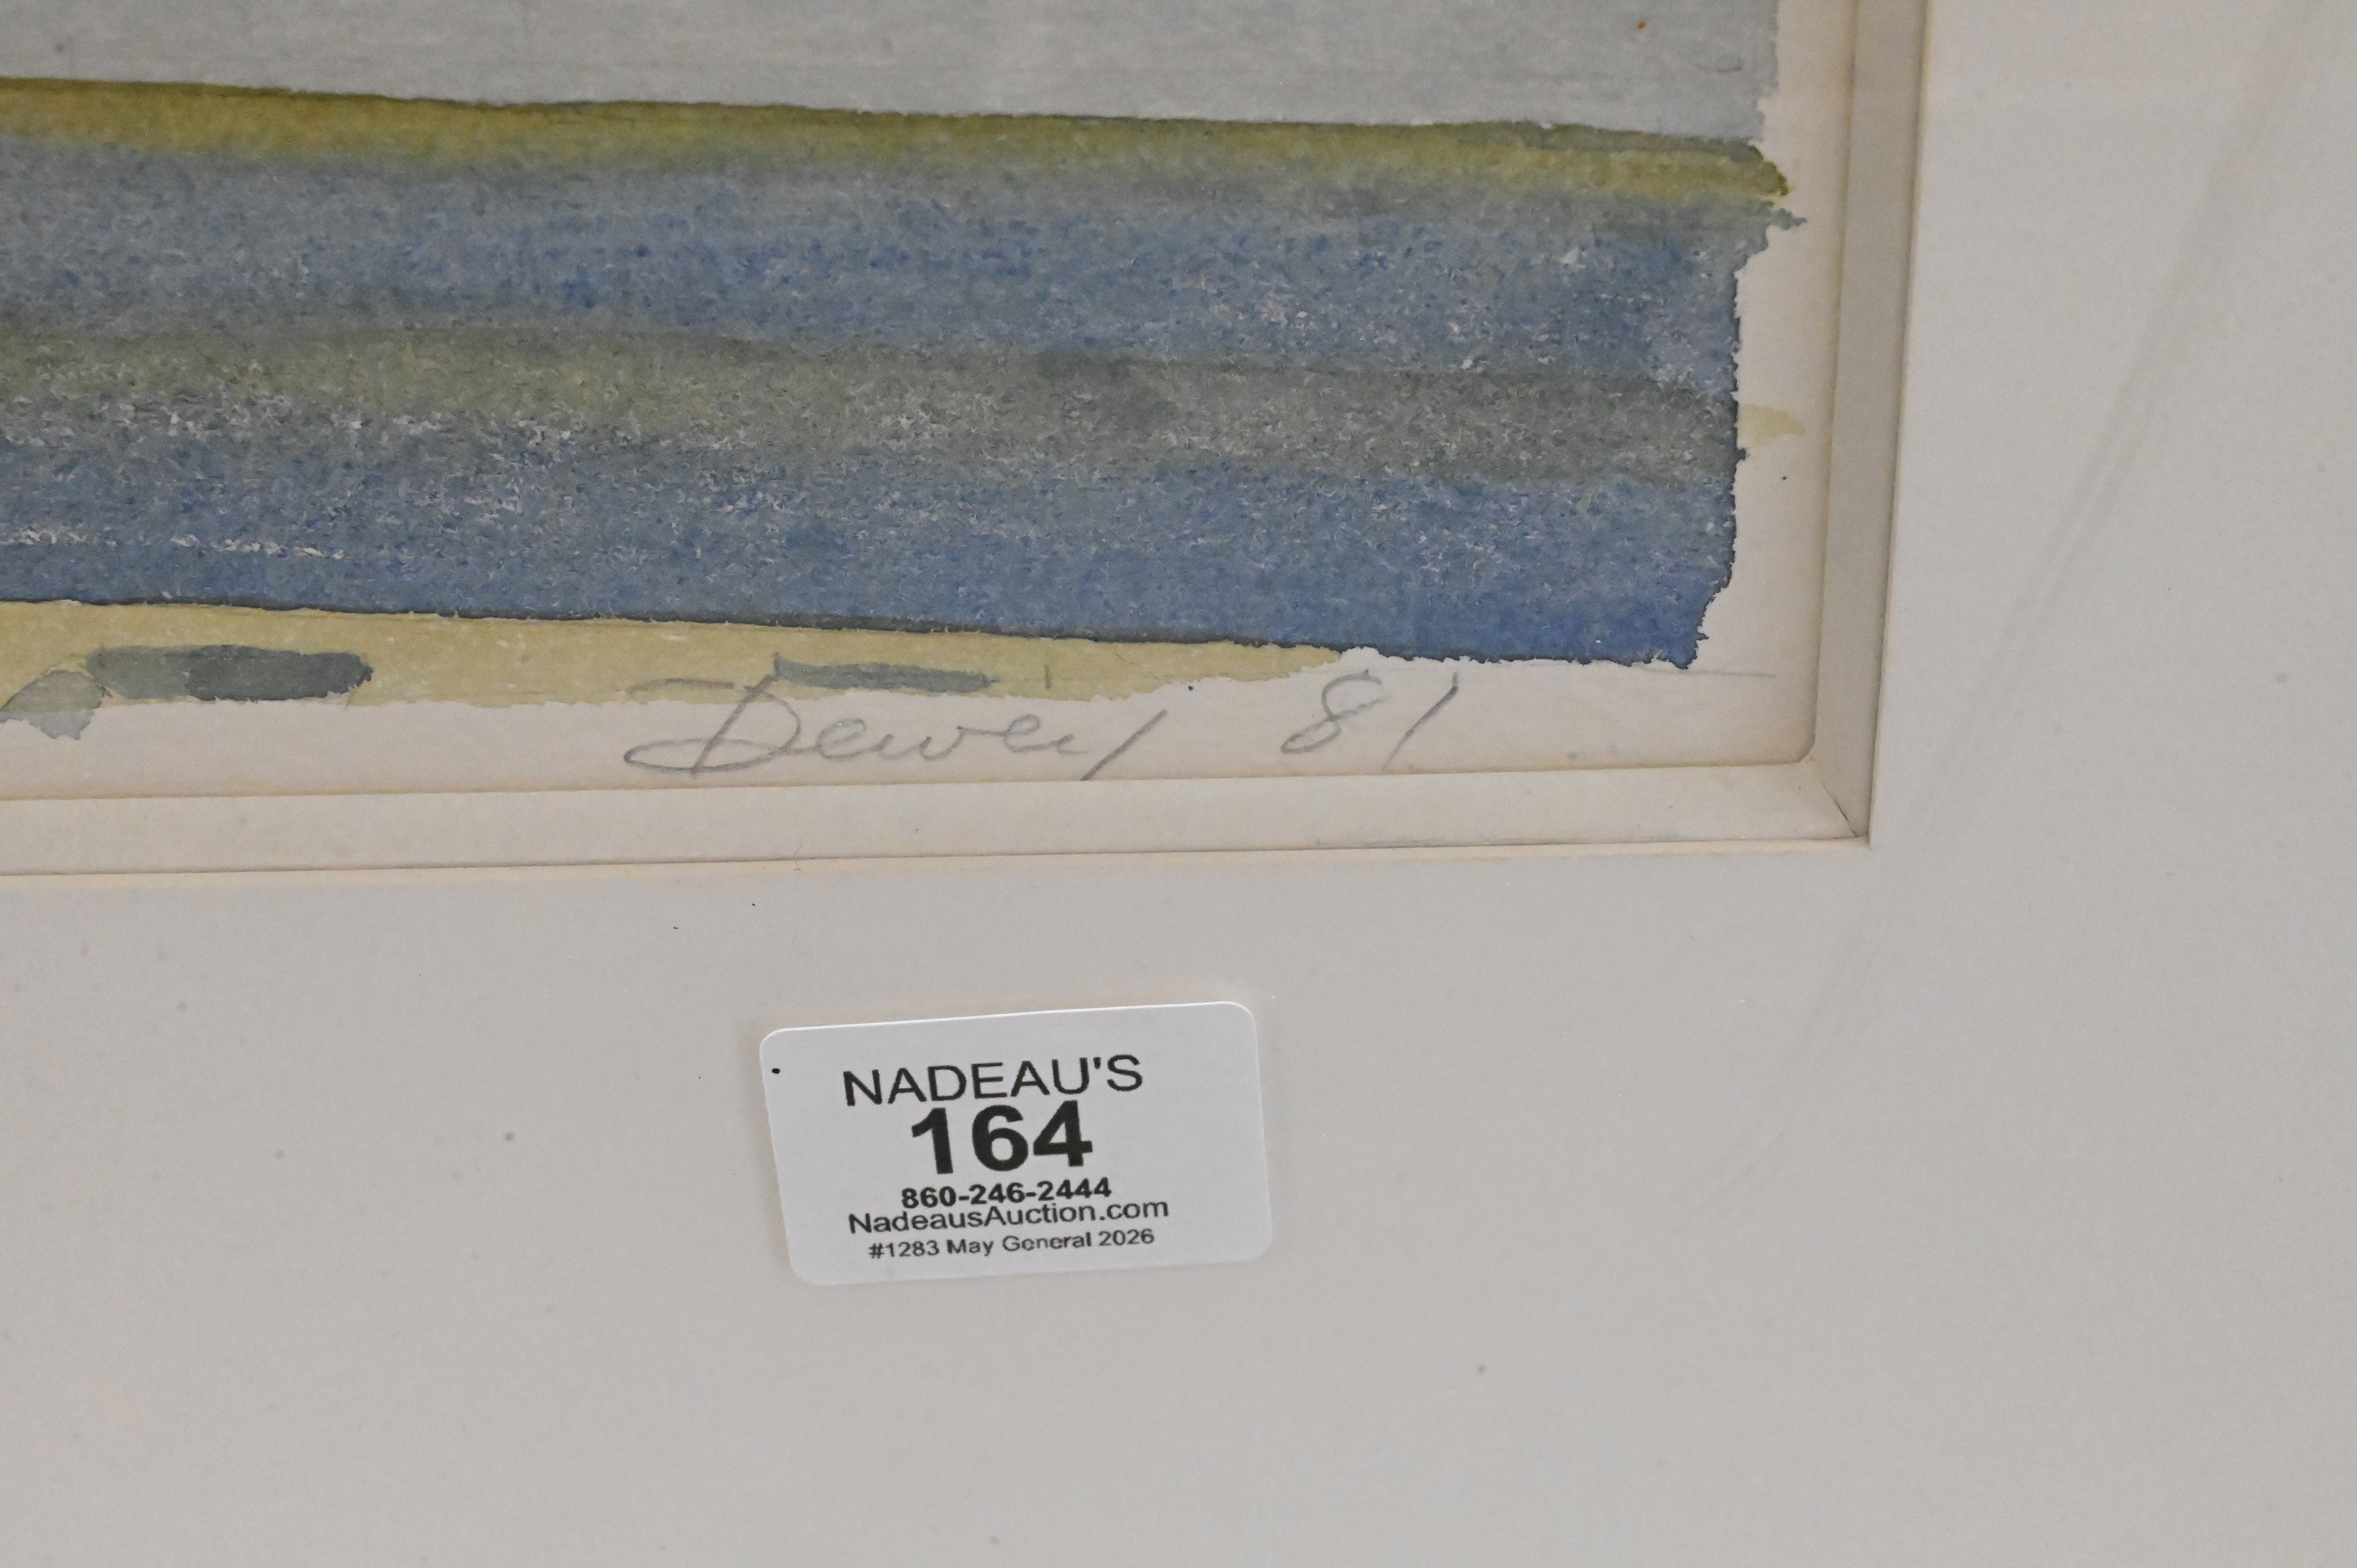 Dewey 81
NADEAU'S
164
860-246-2444
NadeausAuction.com
#1283 May General 2026